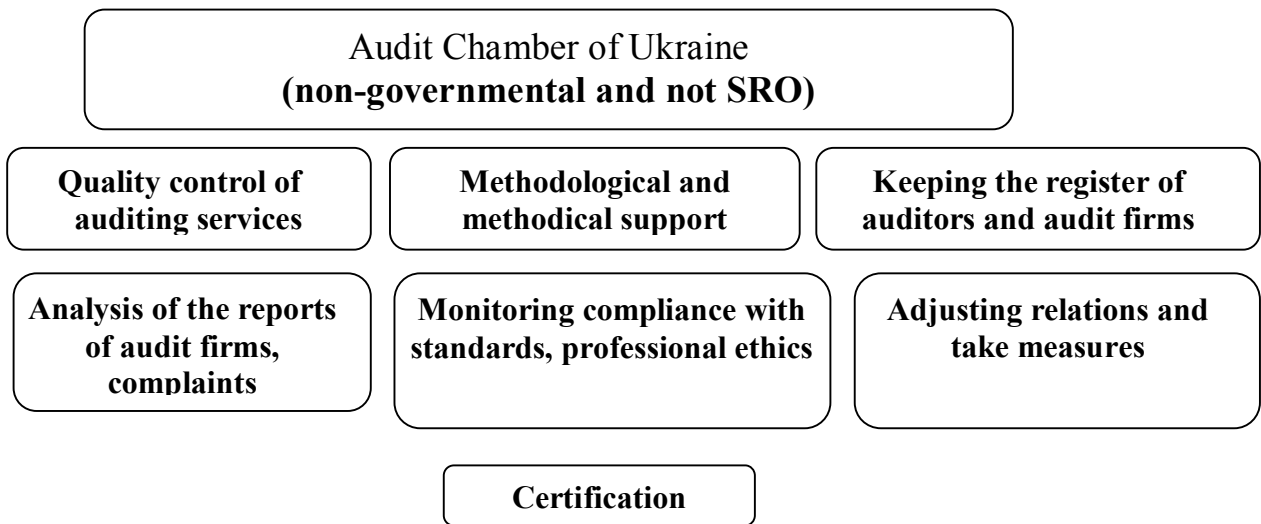 Audit Chamber of Ukraine
(non-governmental and not SRO)
Quality control of
auditing services
Methodological and
methodical support
Keeping the register of
auditors and audit firms
Analysis of the reports
of audit firms,
complaints
Monitoring compliance with
standards, professional ethics
Adjusting relations and
take measures
Certification